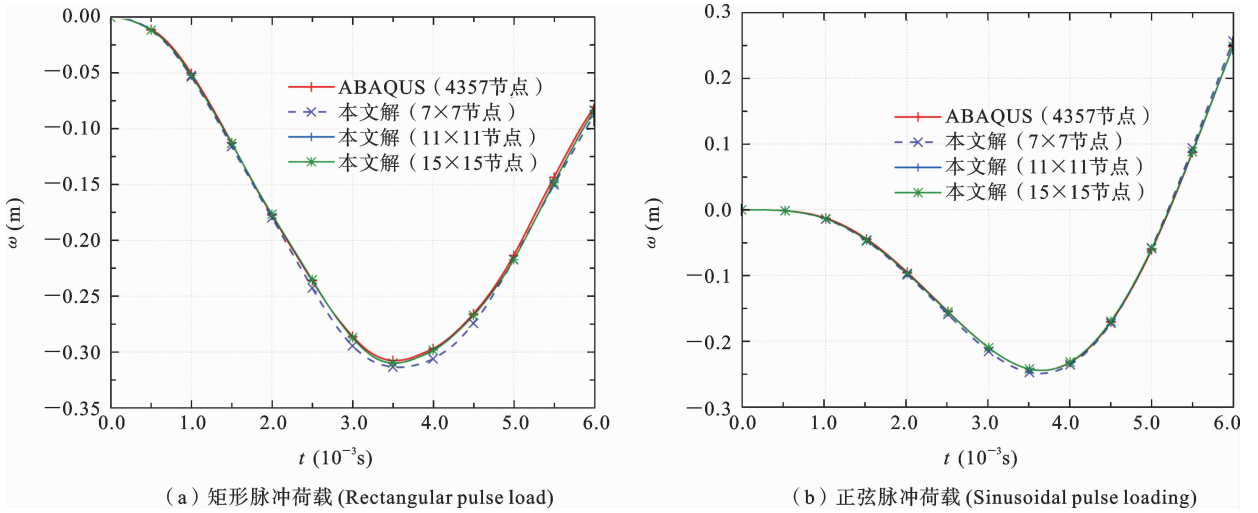 0.00
−0.05
−0.10
−0.15
−0.20
−0.25
−0.30
−0.35
ω (m)
ABAQUS（4357节点）
本文解（7×7节点）
本文解（11×11节点）
本文解（15×15节点）
0.0 1.0 2.0 3.0 4.0 5.0 6.0
t (10⁻³s)
（a）矩形脉冲荷载 (Rectangular pulse load)
0.3
0.2
0.1
0.0
−0.1
−0.2
−0.3
ω (m)
ABAQUS（4357节点）
本文解（7×7节点）
本文解（11×11节点）
本文解（15×15节点）
0.0 1.0 2.0 3.0 4.0 5.0 6.0
t (10⁻³s)
（b）正弦脉冲荷载 (Sinusoidal pulse loading)